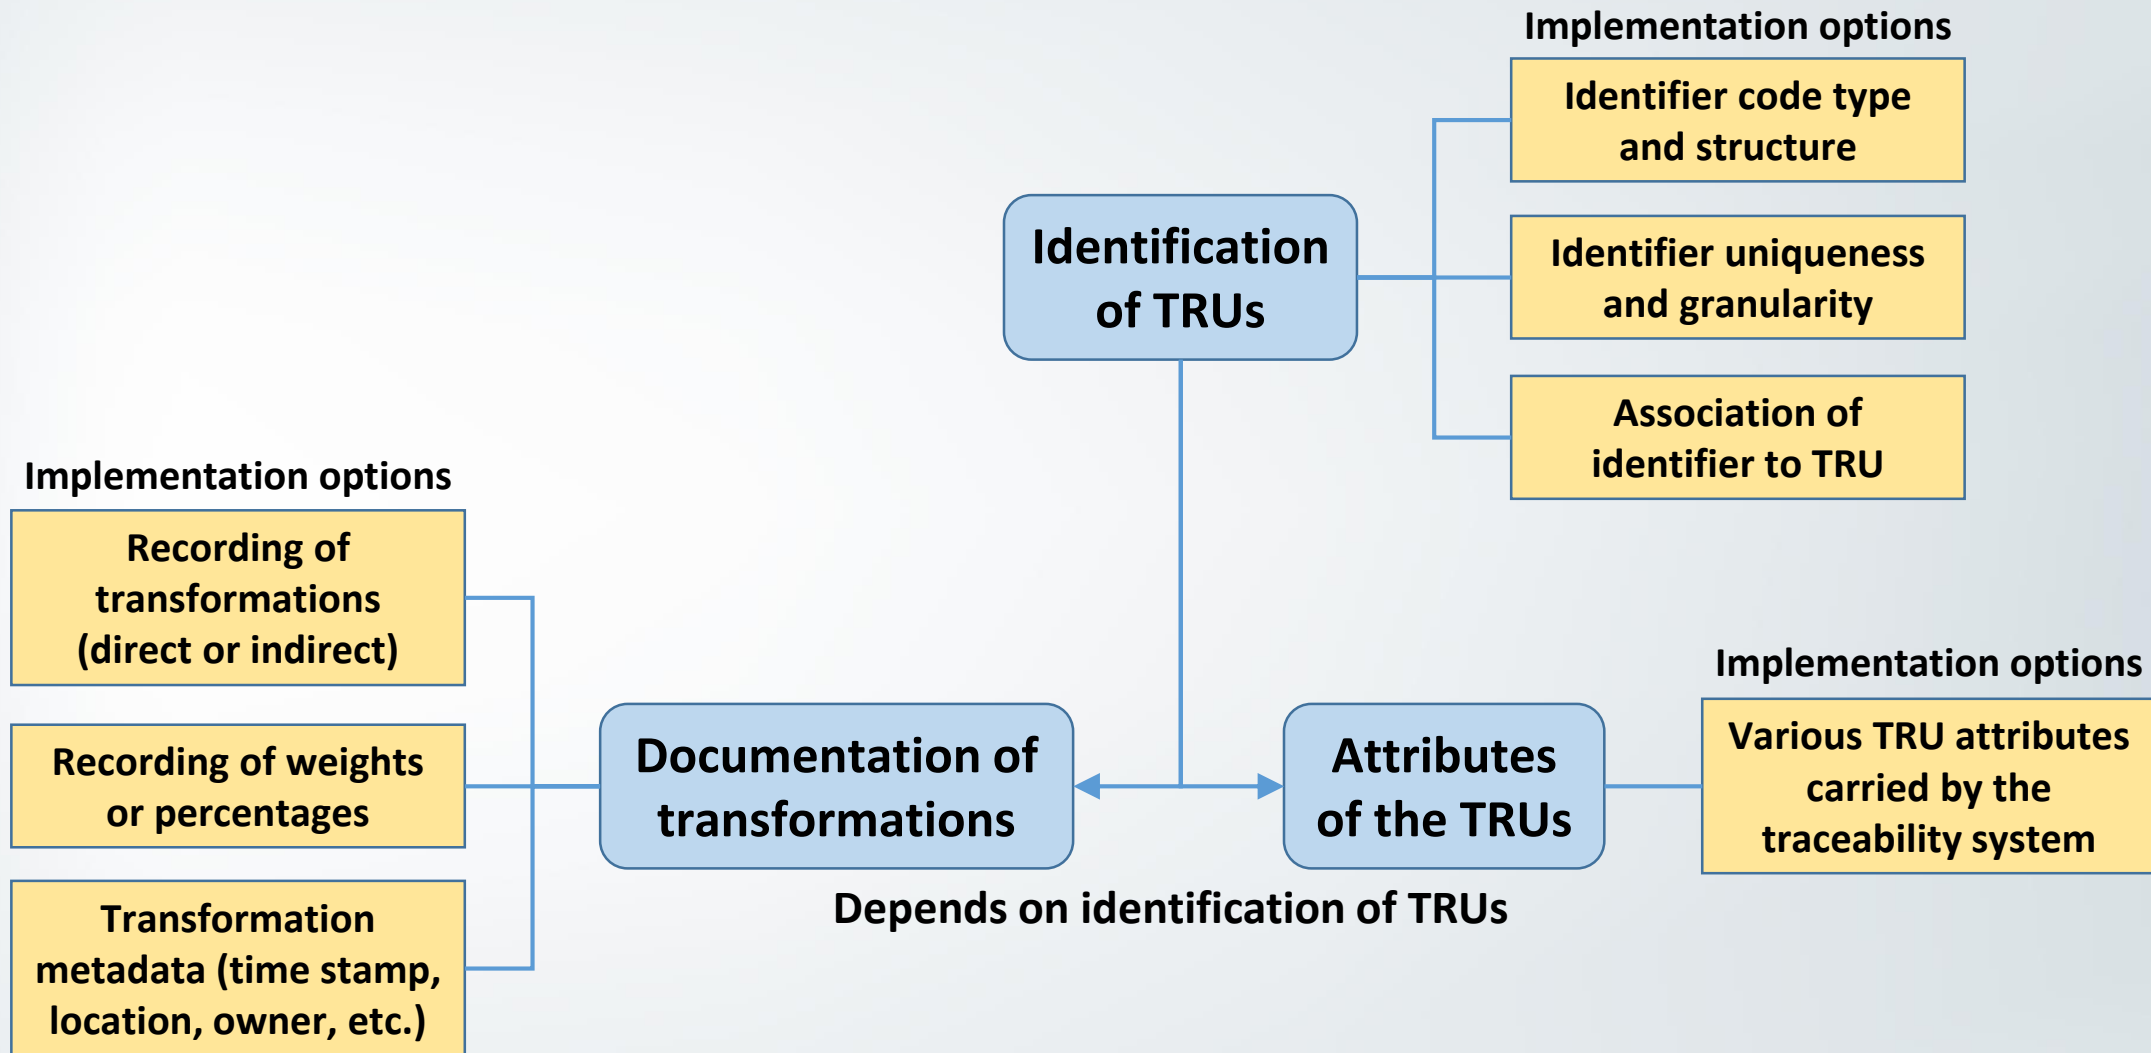 Implementation options
Identifier code type
and structure
Identification
of TRUs
Identifier uniqueness
and granularity
Association of
identifier to TRU
Implementation options
Recording of
transformations
(direct or indirect)
Recording of weights
or percentages
Transformation
metadata (time stamp,
location, owner, etc.)
Documentation of
transformations
Attributes
of the TRUs
Depends on identification of TRUs
Implementation options
Various TRU attributes
carried by the
traceability system